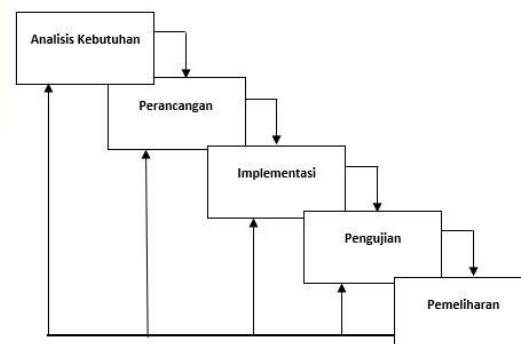 Analisis Kebutuhan
Perancangan
Implementasi
Pengujian
Pemeliharan